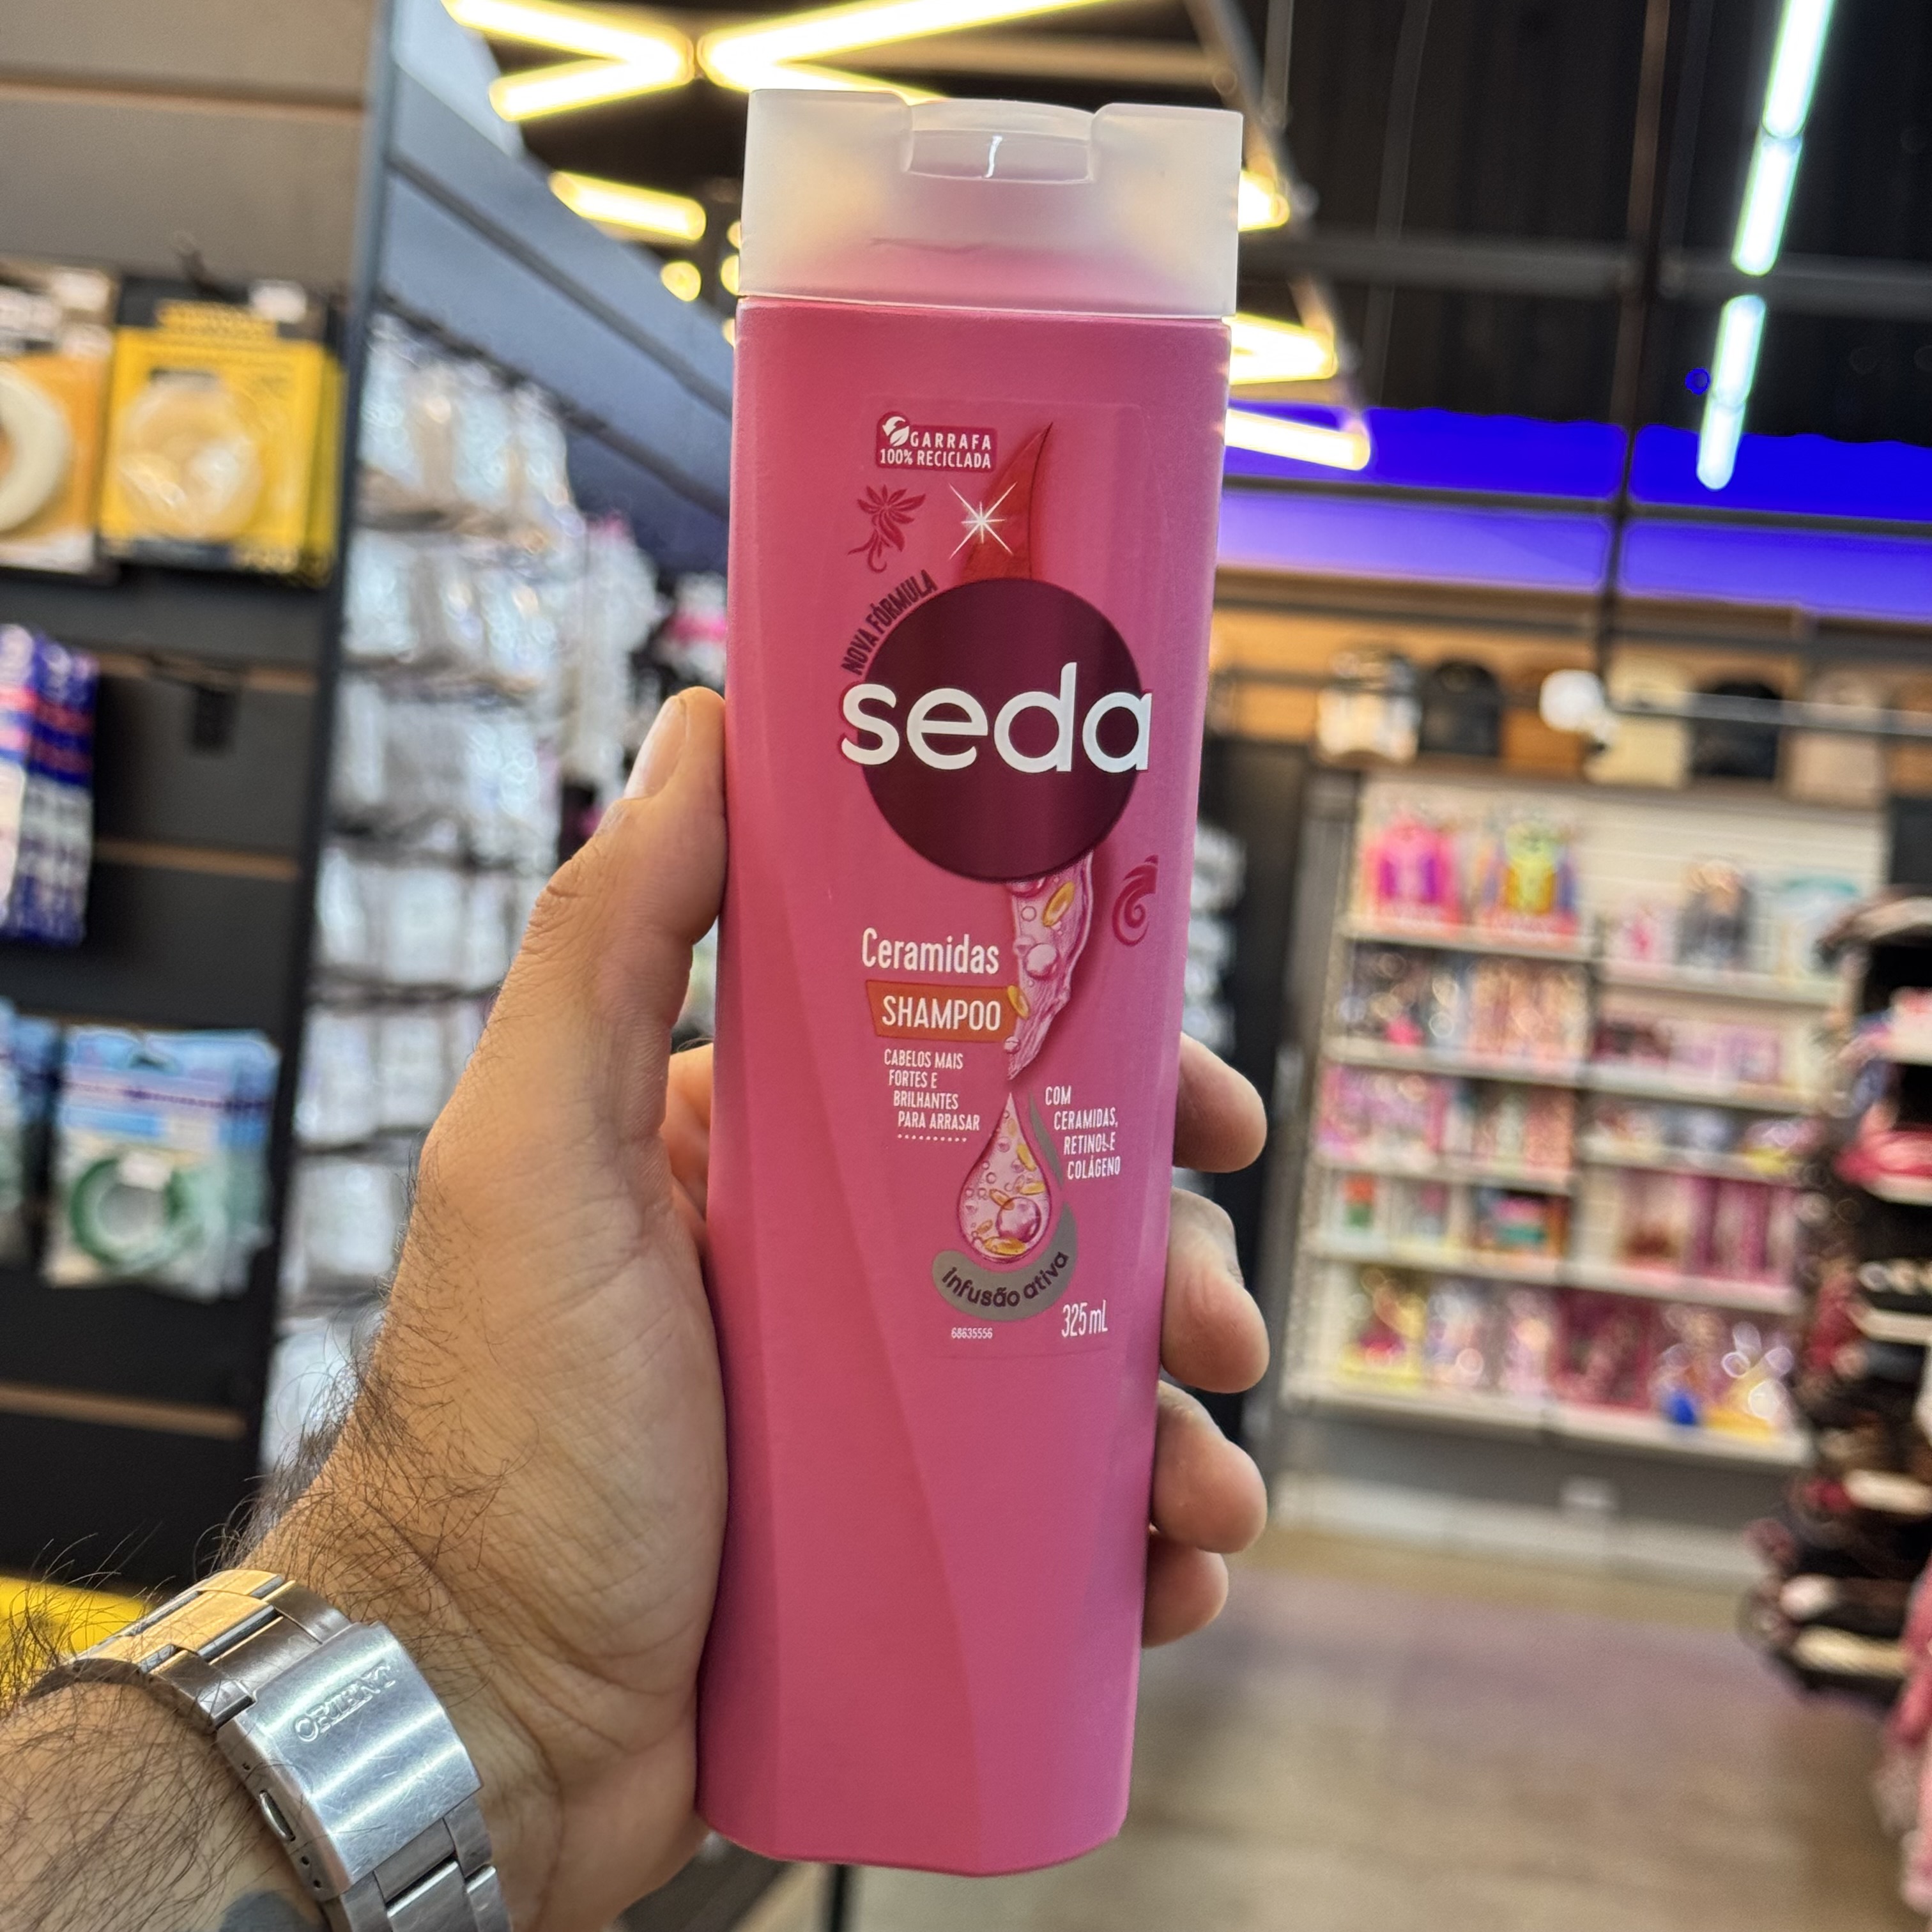 GARRAFA
100% RECICLADA
NOVA FÓRMULA
seda
Ceramidas
SHAMPOO
CABELOS MAIS
FORTES E
BRILHANTES
PARA ARRASAR
COM
CERAMIDAS,
RETINOL E
COLÁGENO
infusão ativa
325 mL
68635556
ORIENT